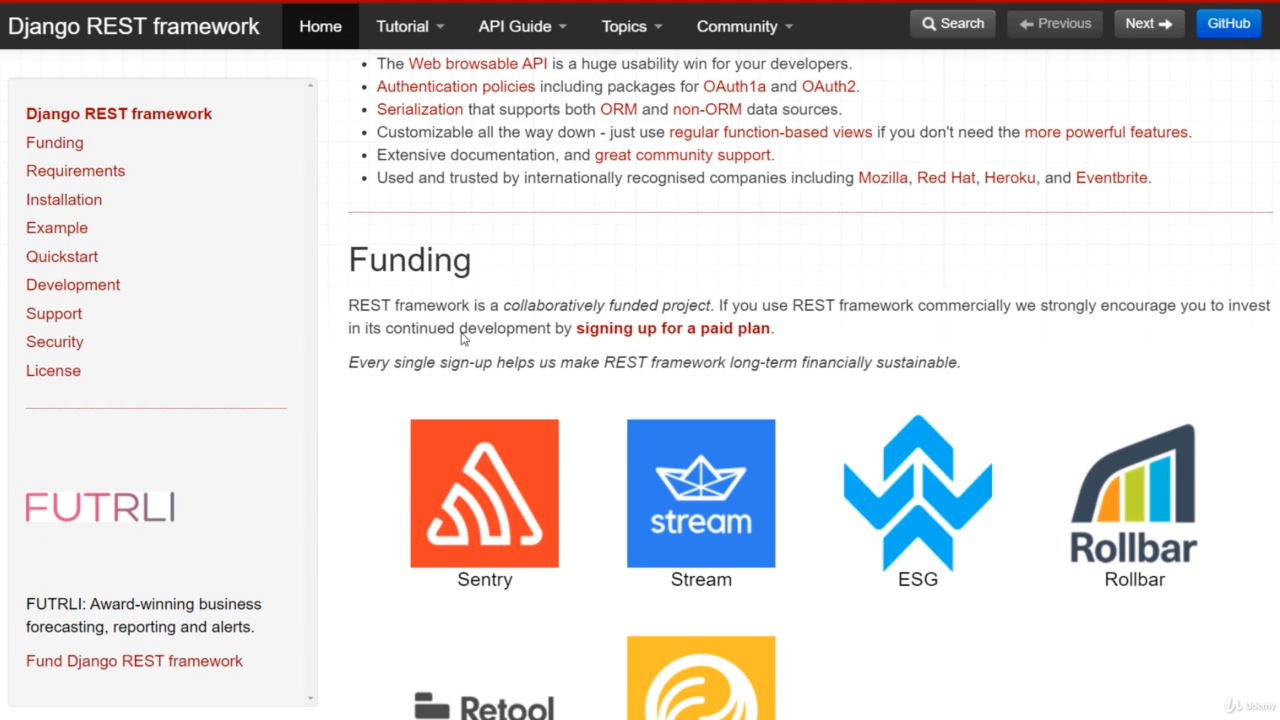 Django REST framework
Home
Tutorial
API Guide
Topics
Community
Search
Previous
Next
GitHub
Django REST framework
Funding
Requirements
Installation
Example
Quickstart
Development
Support
Security
License
FUTRLI
FUTRLI: Award-winning business
forecasting, reporting and alerts.
Fund Django REST framework
• The Web browsable API is a huge usability win for your developers.
• Authentication policies including packages for OAuth1a and OAuth2.
• Serialization that supports both ORM and non-ORM data sources.
• Customizable all the way down - just use regular function-based views if you don't need the more powerful features.
• Extensive documentation, and great community support.
• Used and trusted by internationally recognised companies including Mozilla, Red Hat, Heroku, and Eventbrite.
Funding
REST framework is a collaboratively funded project. If you use REST framework commercially we strongly encourage you to invest
in its continued development by signing up for a paid plan.
Every single sign-up helps us make REST framework long-term financially sustainable.
stream
Rollbar
Sentry
Stream
ESG
Rollbar
Retool
Udemy